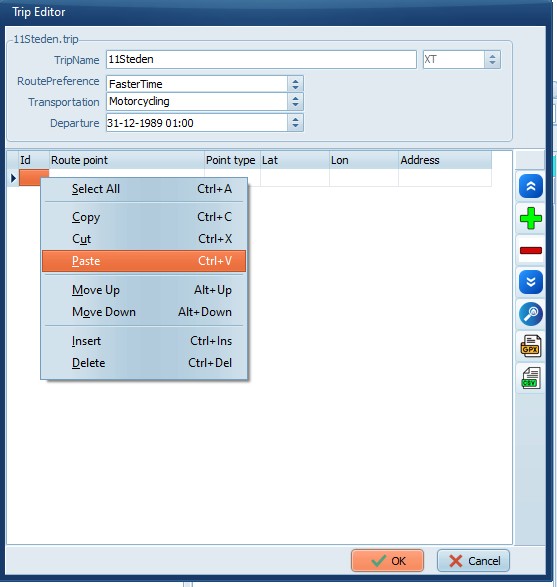 Trip Editor
11Steden.trip
TripName 11Steden XT
RoutePreference FasterTime
Transportation Motorcycling
Departure 31-12-1989 01:00
Id Route point Point type Lat Lon Address
Select All Ctrl+A
Copy Ctrl+C
Cut Ctrl+X
Paste Ctrl+V
Move Up Alt+Up
Move Down Alt+Down
Insert Ctrl+Ins
Delete Ctrl+Del
GPX
CSV
OK Cancel